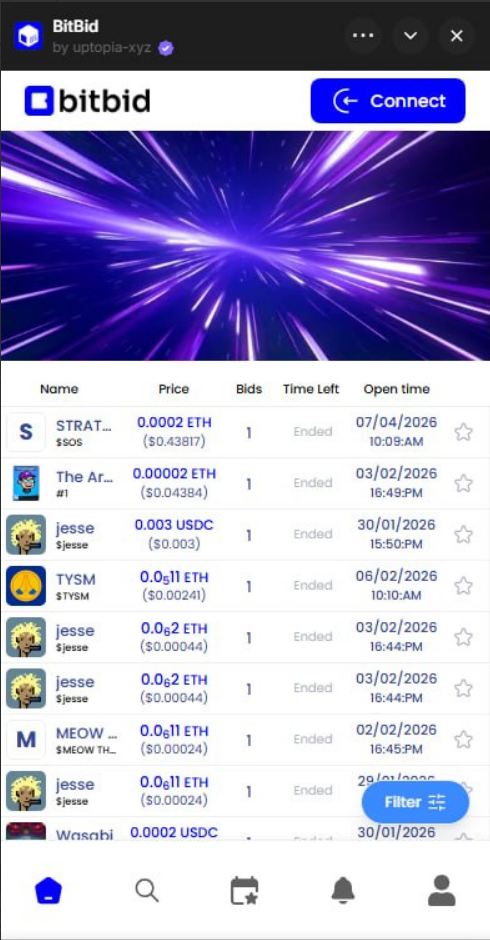 BitBid
by uptopia-xyz
bitbid
Connect
Name Price Bids Time Left Open time
S STRAT... 0.0002 ETH 1 Ended 07/04/2026
$SOS ($0.43817) 10:09:AM
The Ar... 0.00002 ETH 1 Ended 03/02/2026
#1 ($0.04384) 16:49:PM
jesse 0.003 USDC 1 Ended 30/01/2026
$jesse ($0.003) 15:50:PM
TYSM 0.0₅11 ETH 1 Ended 06/02/2026
$TYSM ($0.00241) 10:10:AM
jesse 0.0₆2 ETH 1 Ended 03/02/2026
$jesse ($0.00044) 16:44:PM
jesse 0.0₆2 ETH 1 Ended 03/02/2026
$jesse ($0.00044) 16:44:PM
M MEOW ... 0.0₆11 ETH 1 Ended 02/02/2026
$MEOW TH... ($0.00024) 16:45:PM
jesse 0.0₆11 ETH 1 Ended 29/01/2026
$jesse ($0.00024)
Filter
Wasabi 0.0002 USDC 30/01/2026